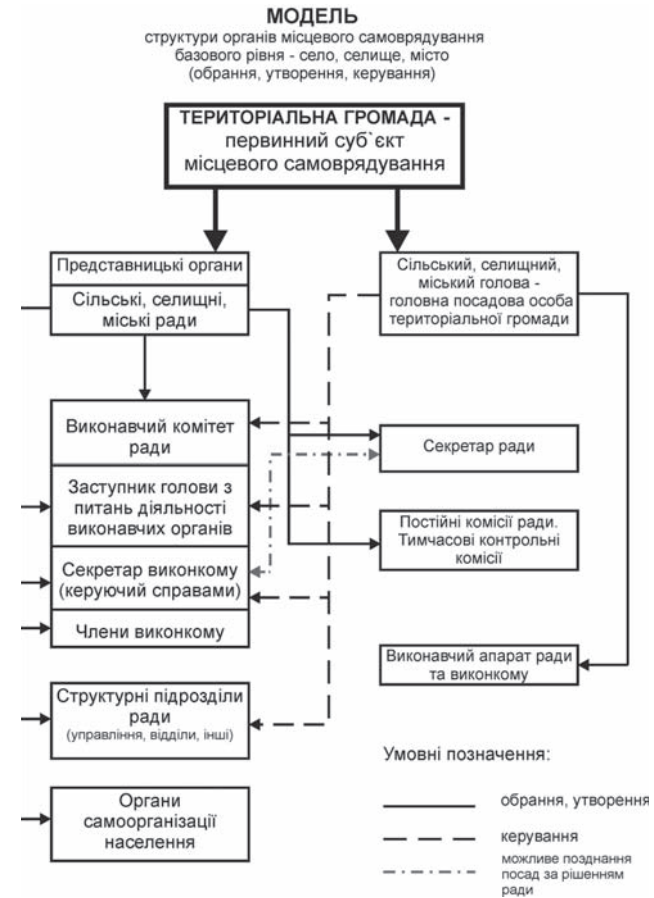 МОДЕЛЬ
структури органів місцевого самоврядування
базового рівня - село, селище, місто
(обрання, утворення, керування)
ТЕРИТОРІАЛЬНА ГРОМАДА -
первинний суб`єкт
місцевого самоврядування
Представницькі органи
Сільські, селищні,
міські ради
Сільський, селищний,
міський голова -
головна посадова особа
територіальної громади
Виконавчий комітет
ради
Заступник голови з
питань діяльності
виконавчих органів
Секретар виконкому
(керуючий справами)
Члени виконкому
Секретар ради
Постійні комісії ради.
Тимчасові контрольні
комісії
Виконавчий апарат ради
та виконкому
Структурні підрозділи
ради
(управління, відділи, інші)
Органи
самоорганізації
населення
Умовні позначення:
обрання, утворення
керування
можливе позднання
посад за рішенням
ради